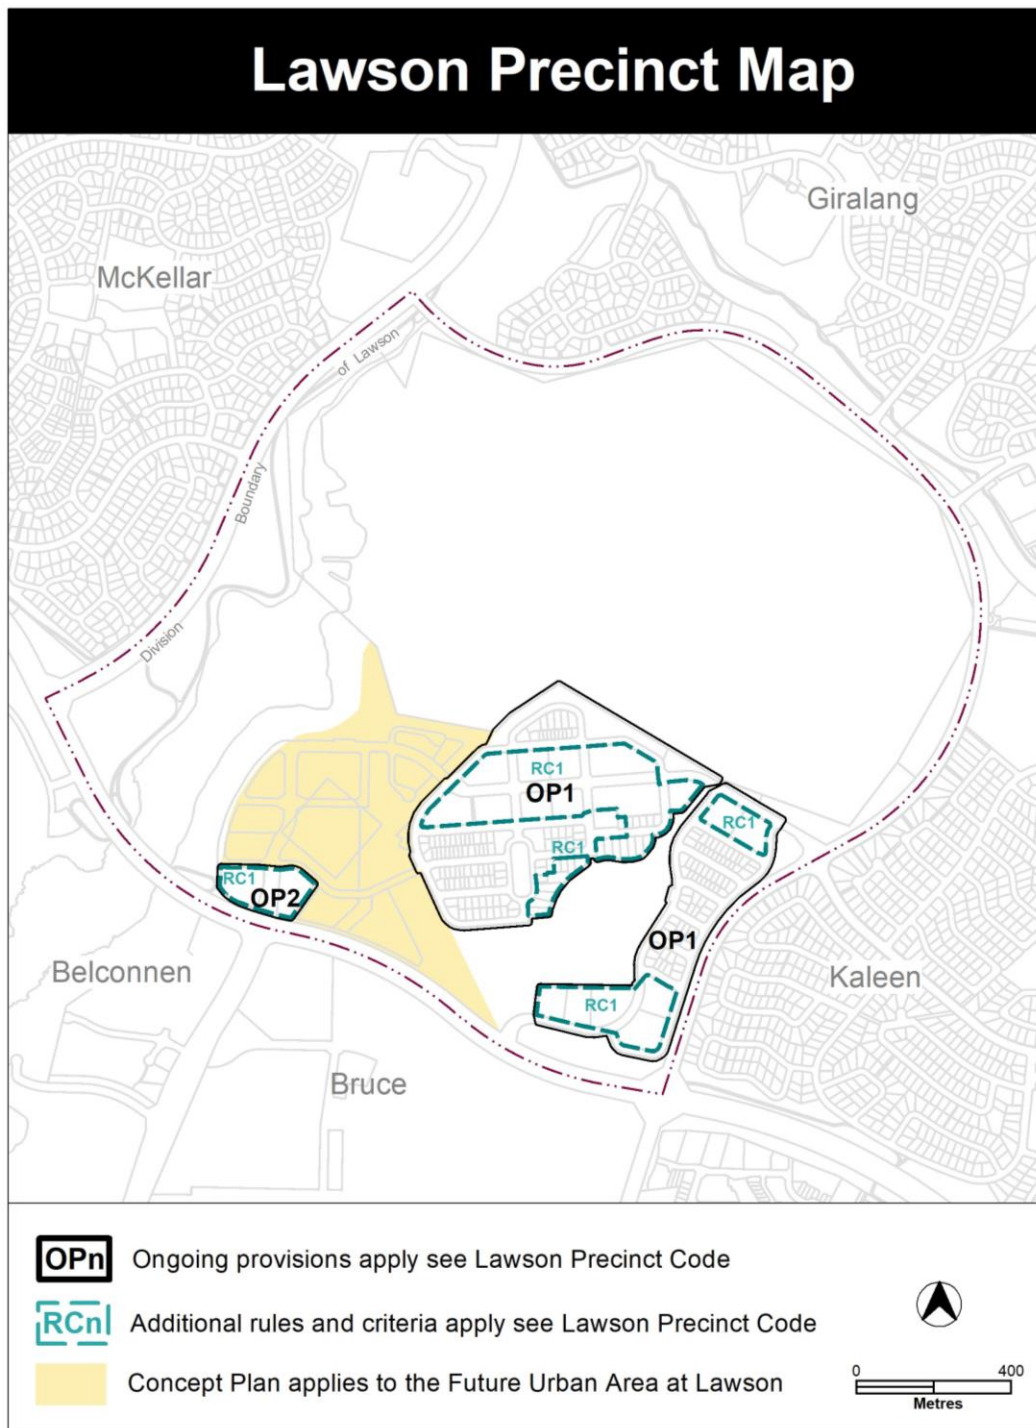 Lawson Precinct Map
Giralang
McKellar
of Lawson
Boundary
Division
RC1
OP1
RC1
RC1
RC1
OP2
OP1
Belconnen
Kaleen
RC1
Bruce
OPn Ongoing provisions apply see Lawson Precinct Code
RCn Additional rules and criteria apply see Lawson Precinct Code
Concept Plan applies to the Future Urban Area at Lawson
0 400
Metres